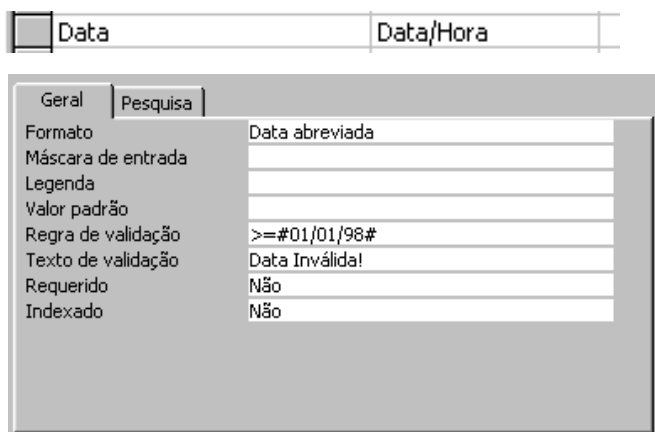 Data Data/Hora
Geral Pesquisa
Formato Data abreviada
Máscara de entrada
Legenda
Valor padrão
Regra de validação >=#01/01/98#
Texto de validação Data Inválida!
Requerido Não
Indexado Não